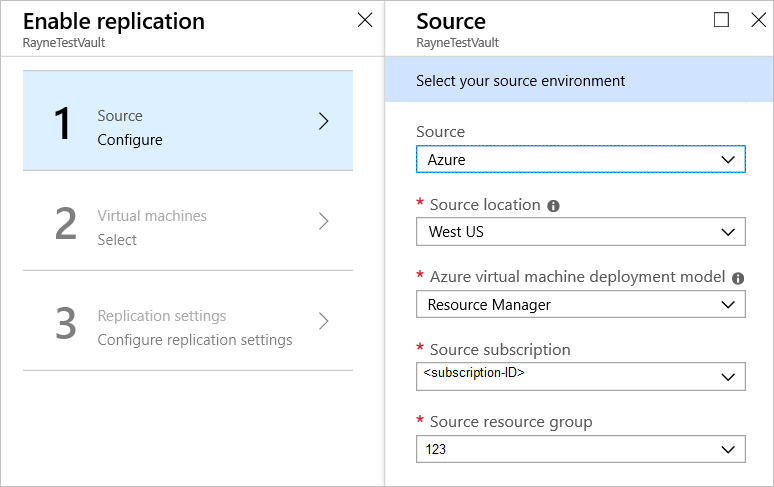 Enable replication
RayneTestVault
1
Source
Configure
2
Virtual machines
Select
3
Replication settings
Configure replication settings
Source
RayneTestVault
Select your source environment
Source
Azure
* Source location
West US
* Azure virtual machine deployment model
Resource Manager
* Source subscription
<subscription-ID>
* Source resource group
123